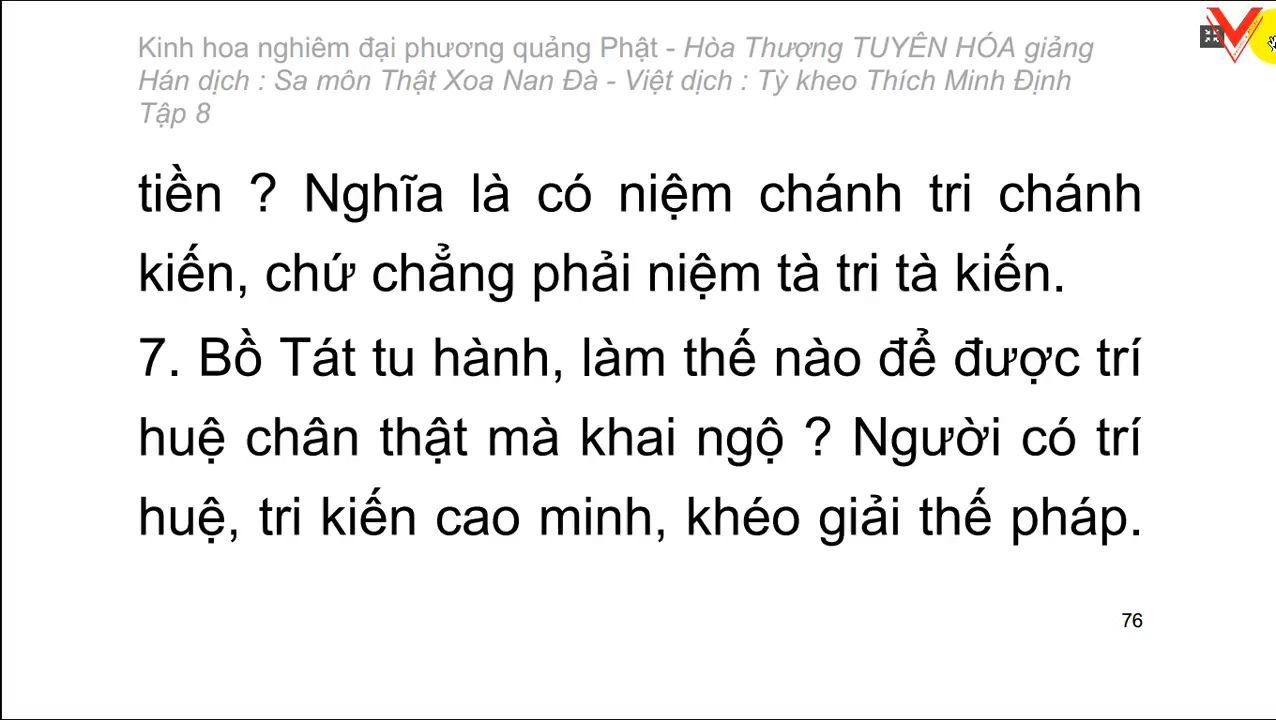 Kinh hoa nghiêm đại phương quảng Phật - Hòa Thượng TUYÊN HÓA giảng
Hán dịch : Sa môn Thật Xoa Nan Đà - Việt dịch : Tỳ kheo Thích Minh Định
Tập 8
tiền ? Nghĩa là có niệm chánh tri chánh
kiến, chứ chẳng phải niệm tà tri tà kiến.
7. Bồ Tát tu hành, làm thế nào để được trí
huệ chân thật mà khai ngộ ? Người có trí
huệ, tri kiến cao minh, khéo giải thế pháp.
76